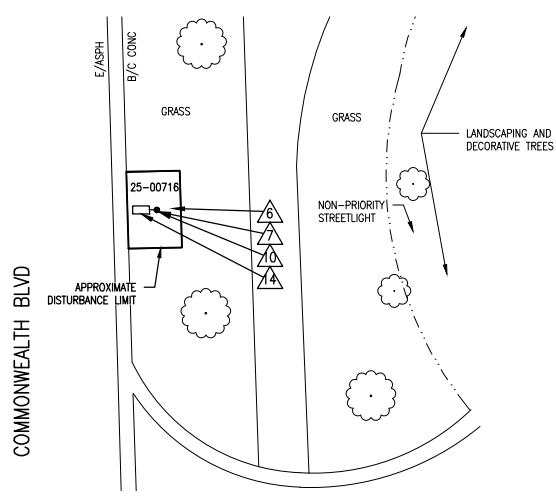 E/ASPH
B/C CONC
GRASS
GRASS
LANDSCAPING AND
DECORATIVE TREES
25-00716
NON-PRIORITY
STREETLIGHT
6
7
10
14
APPROXIMATE
DISTURBANCE LIMIT
COMMONWEALTH BLVD